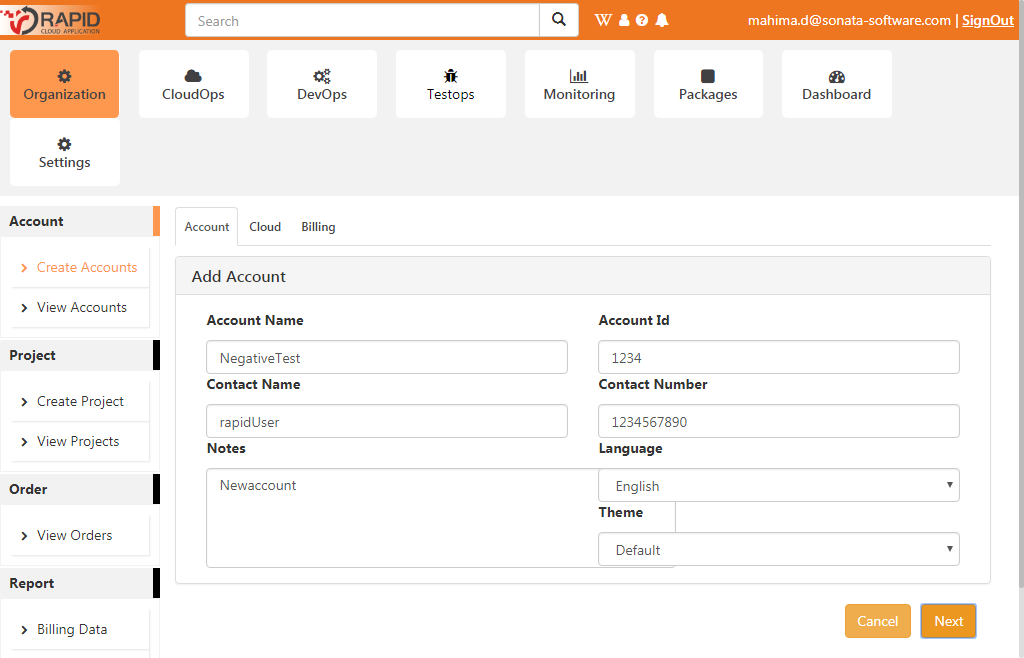 RAPID
CLOUD APPLICATION
Search
mahima.d@sonata-software.com | SignOut
Organization
CloudOps
DevOps
Testops
Monitoring
Packages
Dashboard
Settings
Account
Create Accounts
View Accounts
Project
Create Project
View Projects
Order
View Orders
Report
Billing Data
Account Cloud Billing
Add Account
Account Name
Account Id
NegativeTest
1234
Contact Name
Contact Number
rapidUser
1234567890
Notes
Language
Newaccount
English
Theme
Default
Cancel
Next